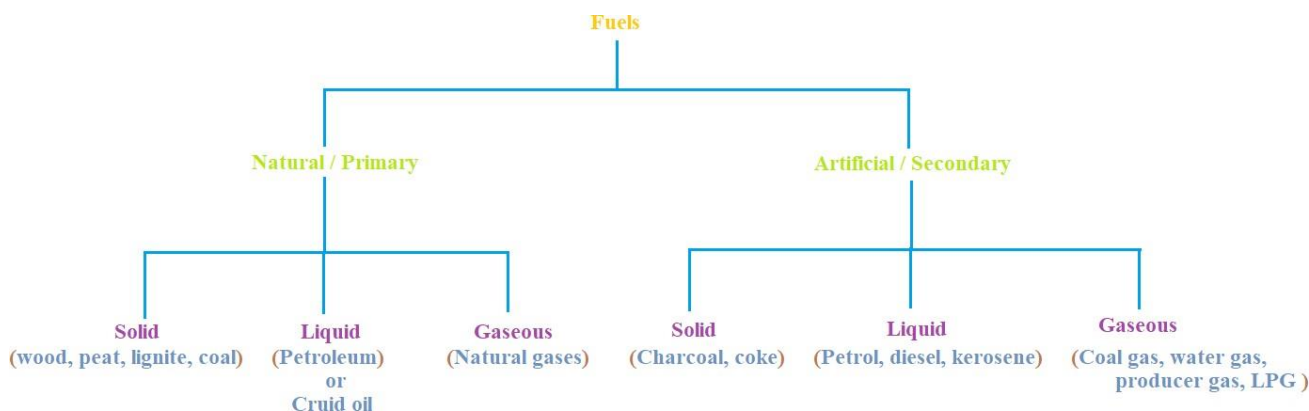 Fuels
Natural / Primary
Artificial / Secondary
Solid
(wood, peat, lignite, coal)
Liquid
(Petroleum)
or
Cruid oil
Gaseous
(Natural gases)
Solid
(Charcoal, coke)
Liquid
(Petrol, diesel, kerosene)
Gaseous
(Coal gas, water gas,
producer gas, LPG )